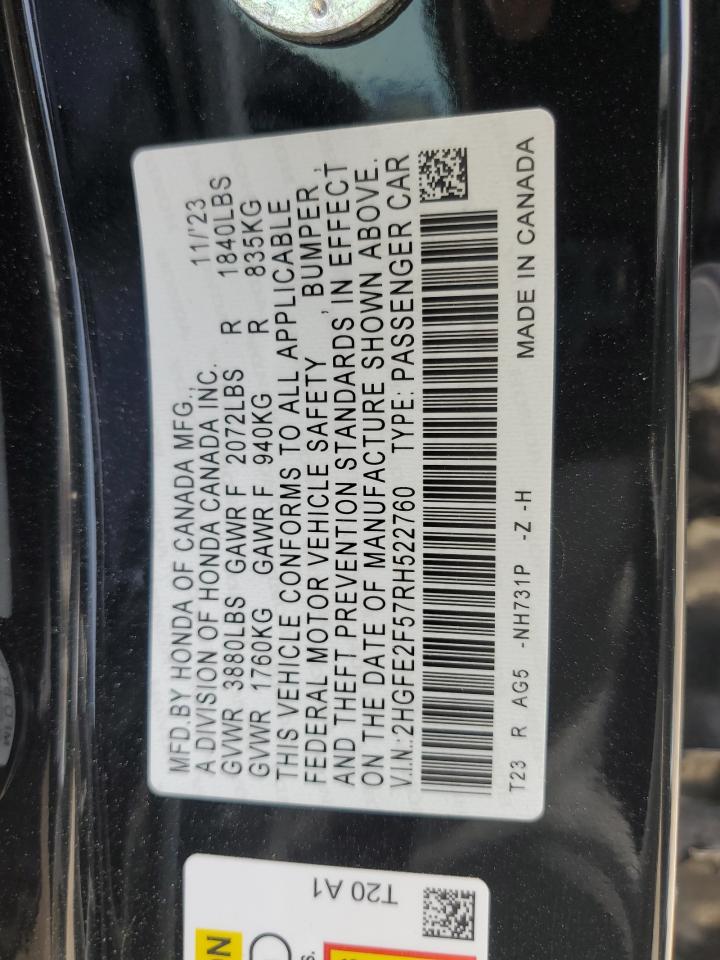 MFD.BY HONDA OF CANADA MFG., 11/'23
A DIVISION OF HONDA CANADA INC.
GVWR 3880LBS GAWR F 2072LBS R 1840LBS
GVWR 1760KG GAWR F 940KG R 835KG
THIS VEHICLE CONFORMS TO ALL APPLICABLE
FEDERAL MOTOR VEHICLE SAFETY, BUMPER,
AND THEFT PREVENTION STANDARDS IN EFFECT
ON THE DATE OF MANUFACTURE SHOWN ABOVE.
V.I.N.:2HGFE2F57RH522760 TYPE: PASSENGER CAR
T23 R AG5 -NH731P -Z -H MADE IN CANADA
T20 A1